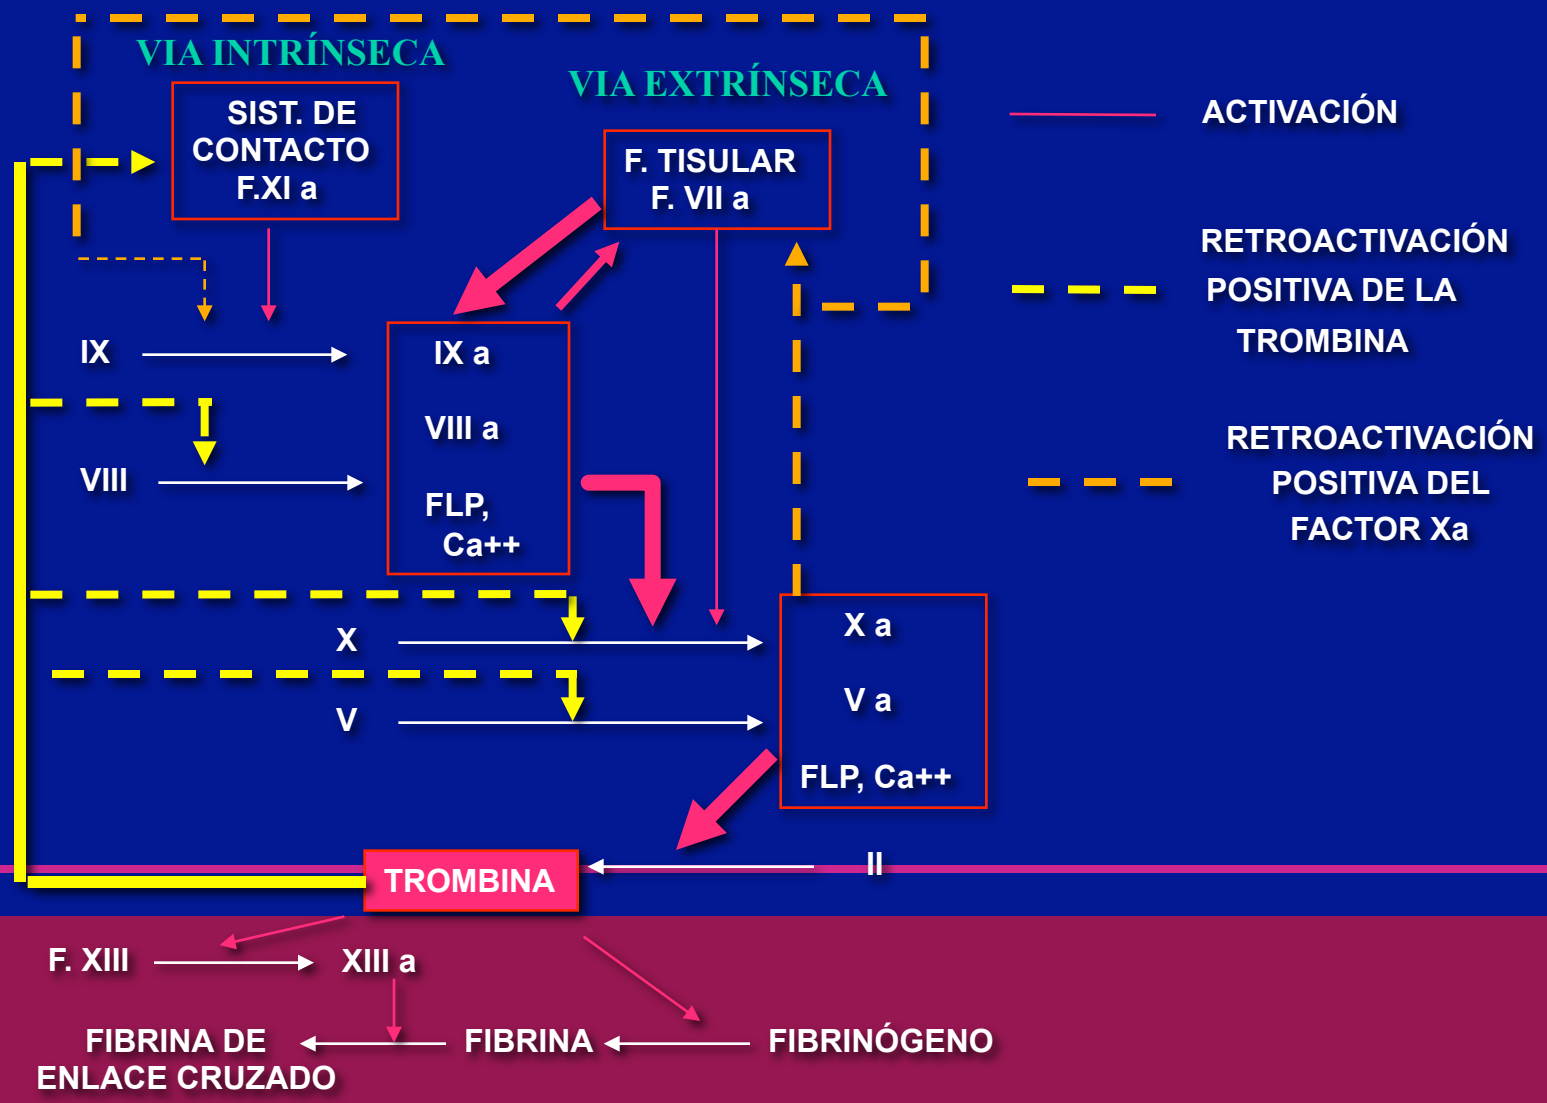 VIA INTRÍNSECA
VIA EXTRÍNSECA
SIST. DE
CONTACTO
F.XI a
F. TISULAR
F. VII a
ACTIVACIÓN
RETROACTIVACIÓN
POSITIVA DE LA
TROMBINA
RETROACTIVACIÓN
POSITIVA DEL
FACTOR Xa
IX
IX a
VIII a
VIII
FLP,
Ca++
X
X a
V
V a
FLP, Ca++
II
TROMBINA
F. XIII
XIII a
FIBRINA DE
ENLACE CRUZADO
FIBRINA
FIBRINÓGENO